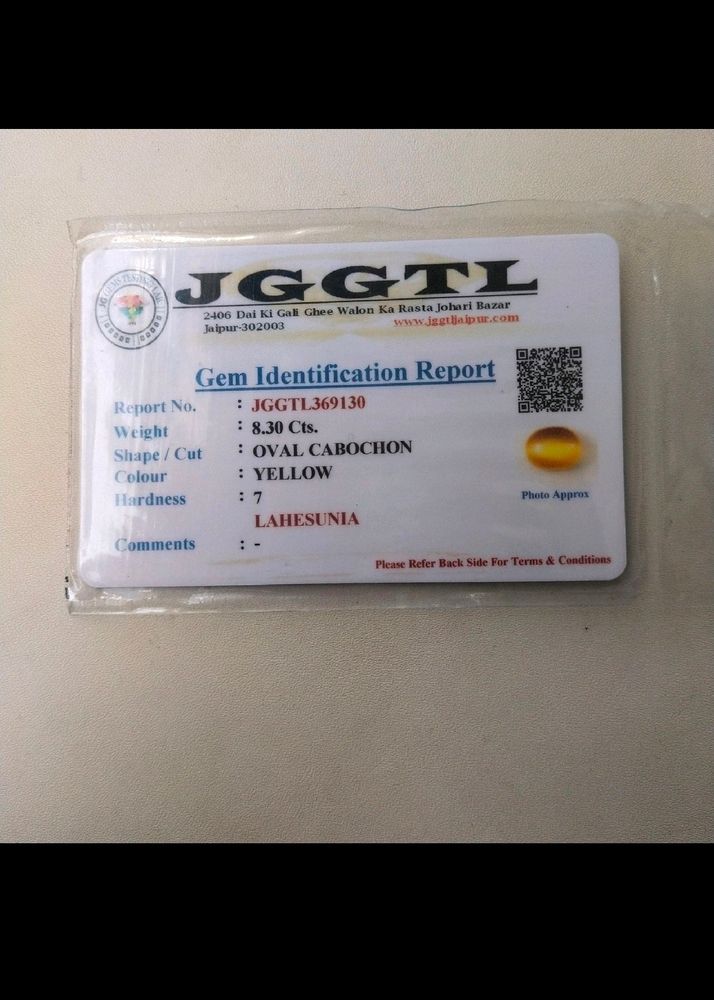 JGGTL
2406 Dai Ki Gali Ghee Walon Ka Rasta Johari Bazar
Jaipur-302003
www.jggtljaipur.com
Gem Identification Report
Report No. : JGGTL369130
Weight : 8.30 Cts.
Shape / Cut : OVAL CABOCHON
Colour : YELLOW
Hardness : 7
LAHESUNIA
Comments : -
Photo Approx
Please Refer Back Side For Terms & Conditions